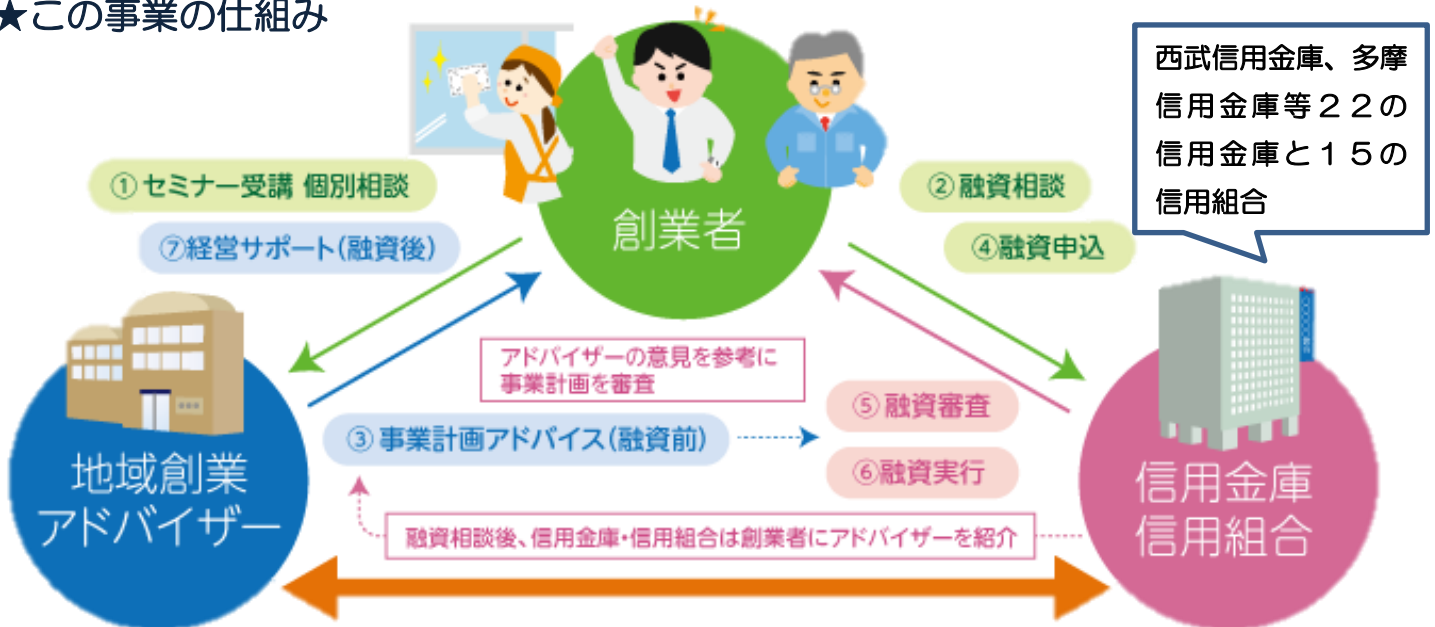 ★この事業の仕組み
西武信用金庫、多摩
信用金庫等２２の
信用金庫と１５の
信用組合
創業者
① セミナー受講 個別相談
⑦経営サポート(融資後)
② 融資相談
④融資申込
アドバイザーの意見を参考に
事業計画を審査
③ 事業計画アドバイス(融資前)
⑤ 融資審査
⑥融資実行
地域創業
アドバイザー
信用金庫
信用組合
融資相談後、信用金庫・信用組合は創業者にアドバイザーを紹介